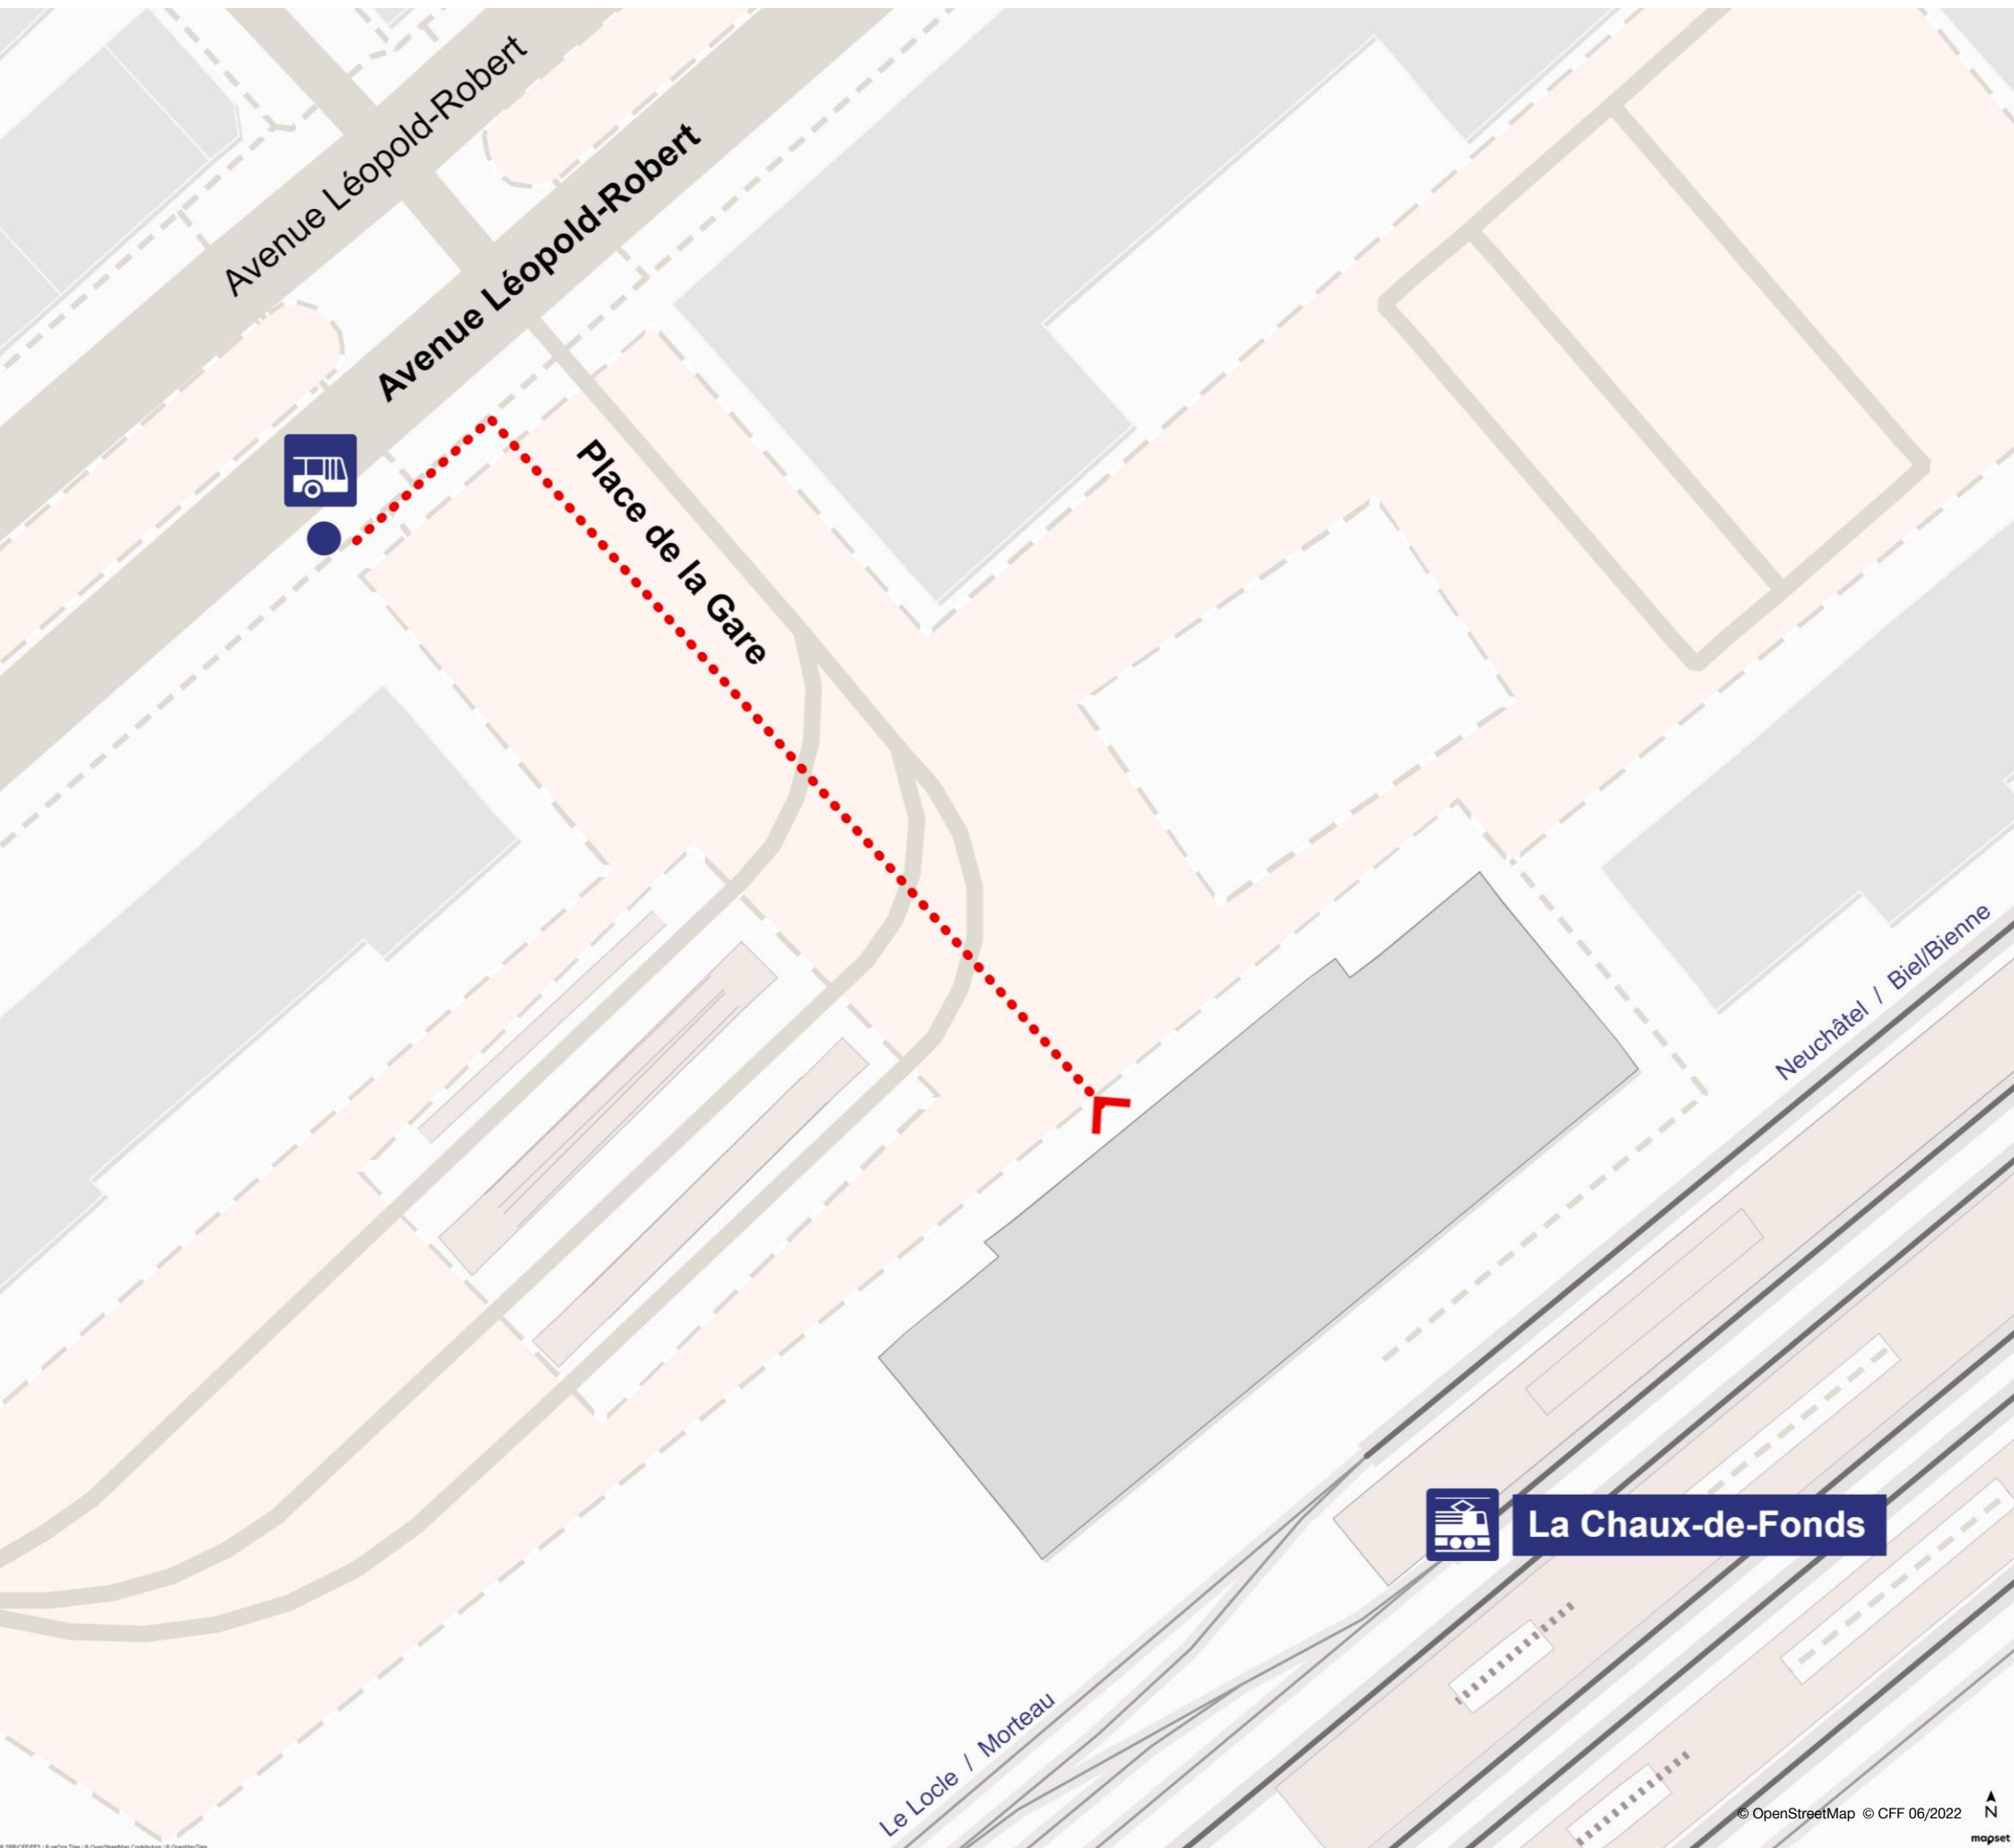 Avenue Léopold-Robert
Avenue Léopold-Robert
Place de la Gare
Neuchâtel / Biel/Bienne
La Chaux-de-Fonds
Le Locle / Morteau
© OpenStreetMap © CFF 06/2022
N
mapset